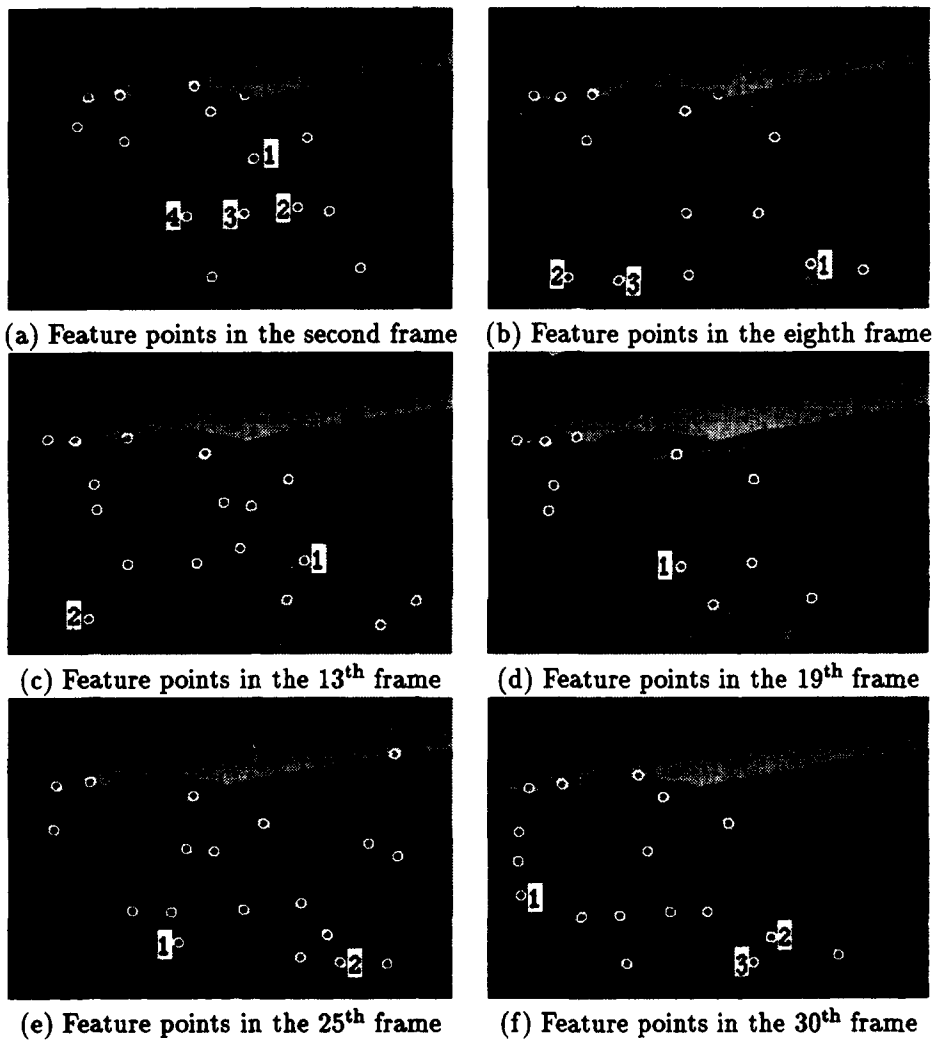 1
4 3 2
2 3 1
(a) Feature points in the second frame (b) Feature points in the eighth frame
1
1
2
(c) Feature points in the 13th frame (d) Feature points in the 19th frame
1
1 2
2
3
(e) Feature points in the 25th frame (f) Feature points in the 30th frame